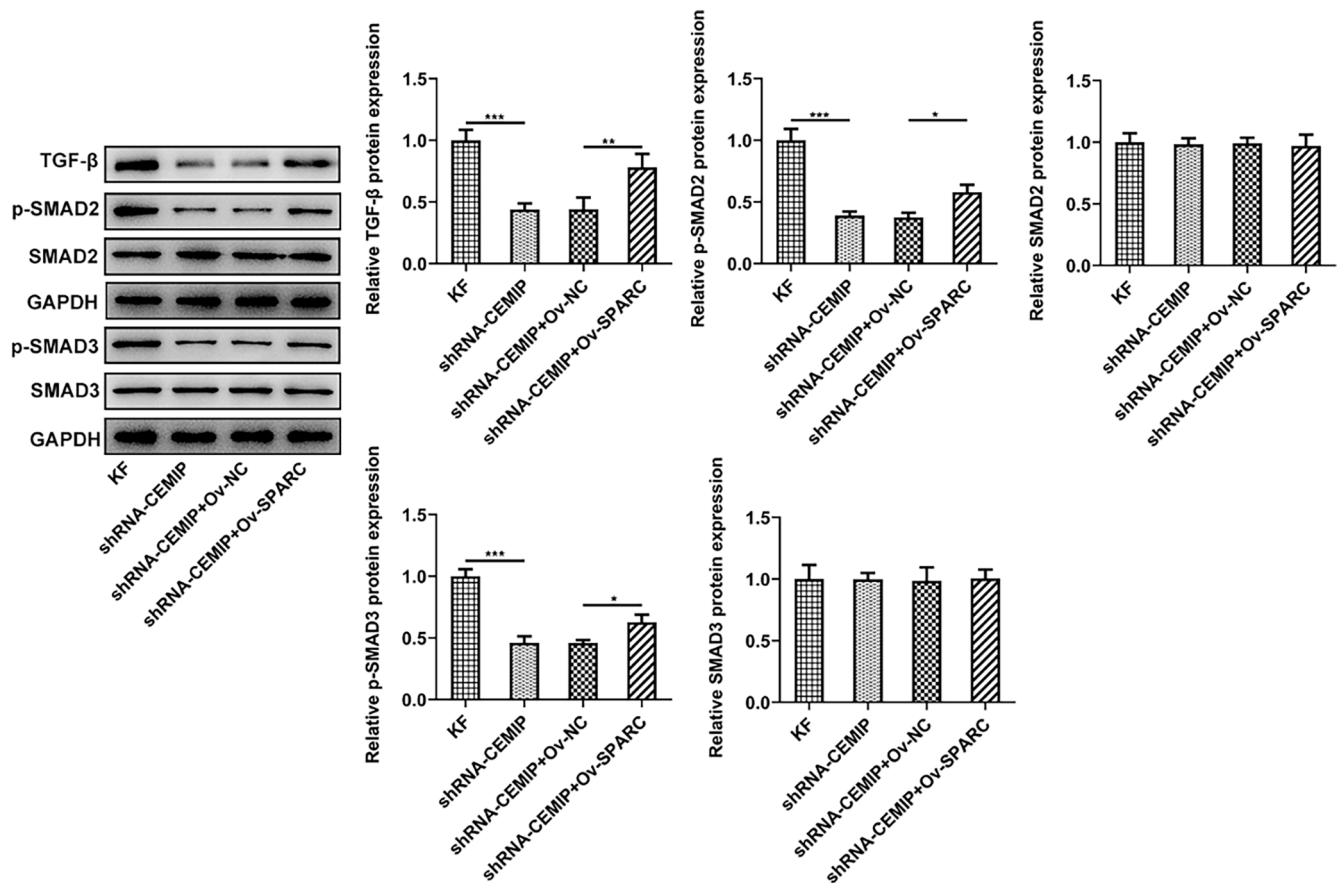 TGF-β
p-SMAD2
SMAD2
GAPDH
p-SMAD3
SMAD3
GAPDH
KF
shRNA-CEMIP
shRNA-CEMIP+Ov-NC
shRNA-CEMIP+Ov-SPARC
Relative TGF-β protein expression
1.5
1.0
0.5
0.0
***
**
KF
shRNA-CEMIP
shRNA-CEMIP+Ov-NC
shRNA-CEMIP+Ov-SPARC
Relative p-SMAD2 protein expression
1.5
1.0
0.5
0.0
***
*
KF
shRNA-CEMIP
shRNA-CEMIP+Ov-NC
shRNA-CEMIP+Ov-SPARC
Relative SMAD2 protein expression
1.5
1.0
0.5
0.0
KF
shRNA-CEMIP
shRNA-CEMIP+Ov-NC
shRNA-CEMIP+Ov-SPARC
Relative p-SMAD3 protein expression
1.5
1.0
0.5
0.0
***
*
KF
shRNA-CEMIP
shRNA-CEMIP+Ov-NC
shRNA-CEMIP+Ov-SPARC
Relative SMAD3 protein expression
1.5
1.0
0.5
0.0
KF
shRNA-CEMIP
shRNA-CEMIP+Ov-NC
shRNA-CEMIP+Ov-SPARC